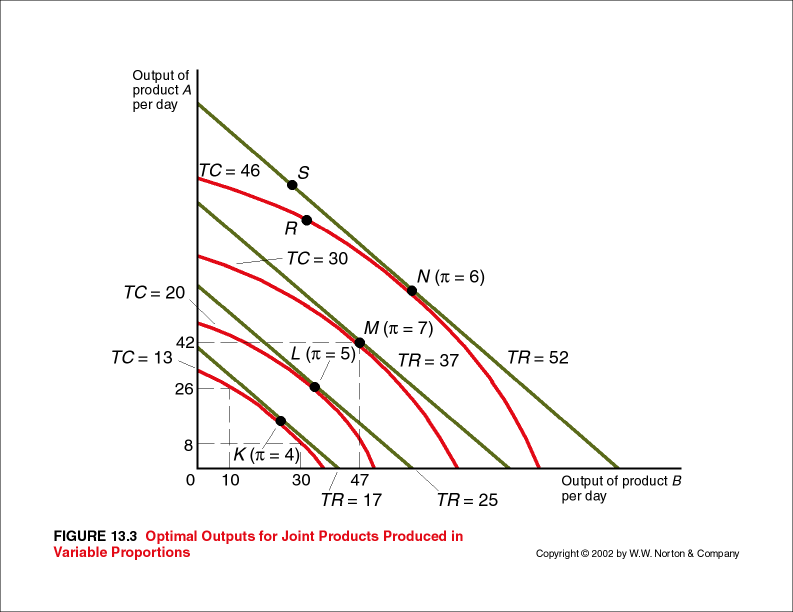 Output of
product A
per day
TC = 46
S
R
TC = 30
N (π = 6)
TC = 20
M (π = 7)
42
L (π = 5)
TC = 13
TR = 37
TR = 52
26
8
K (π = 4)
0 10 30 47
Output of product B
per day
TR = 17
TR = 25
FIGURE 13.3 Optimal Outputs for Joint Products Produced in
Variable Proportions
Copyright © 2002 by W.W. Norton & Company